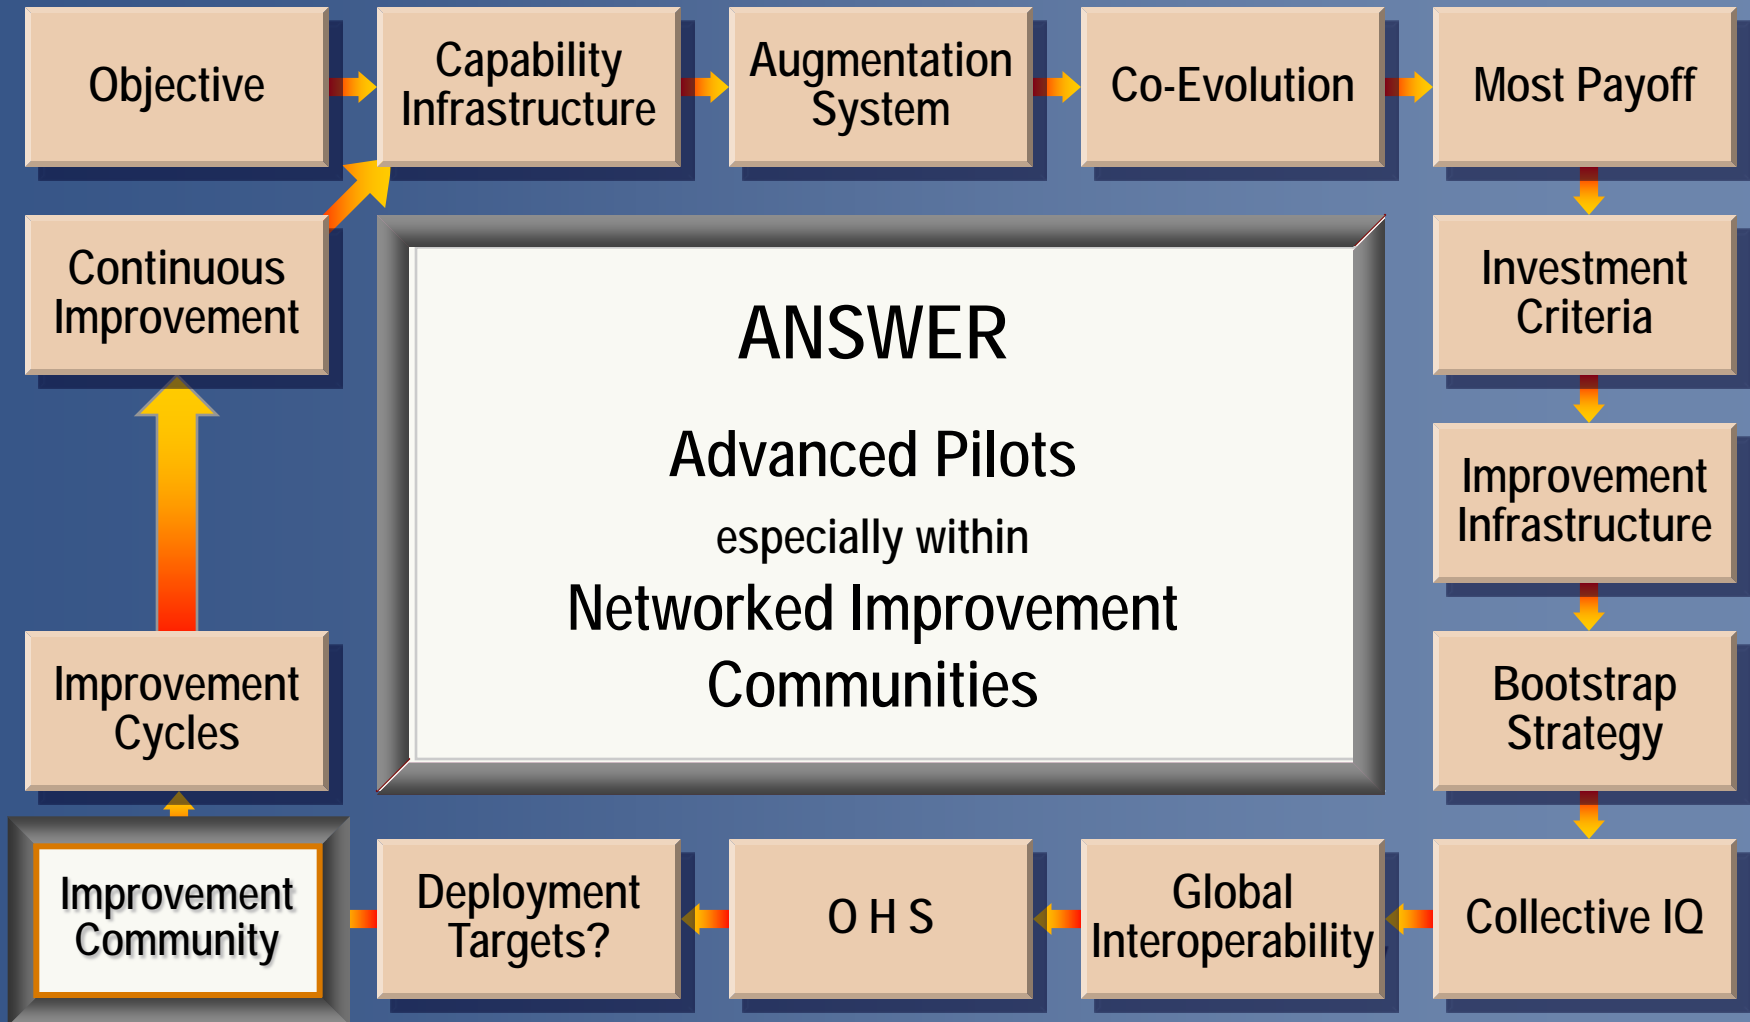 Objective
Capability
Infrastructure
Augmentation
System
Co-Evolution
Most Payoff
Investment
Criteria
Improvement
Infrastructure
Bootstrap
Strategy
Collective IQ
Global
Interoperability
O H S
Deployment
Targets?
Improvement
Community
Improvement
Cycles
Continuous
Improvement
ANSWER
Advanced Pilots
especially within
Networked Improvement
Communities